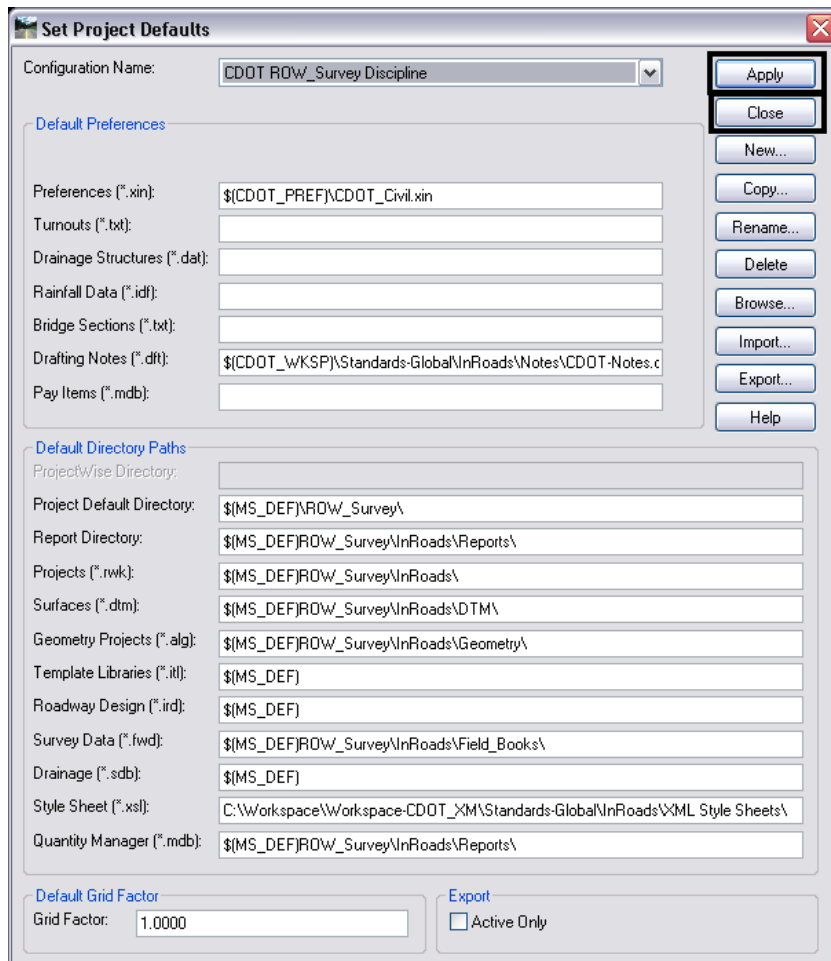 Set Project Defaults
Configuration Name: CDOT ROW_Survey Discipline
Apply
Close
Default Preferences
New...
Preferences (*.xin): $(CDOT_PREF)\CDOT_Civil.xin
Copy...
Turnouts (*.txt):
Rename...
Drainage Structures (*.dat):
Delete
Rainfall Data (*.idf):
Browse...
Bridge Sections (*.txt):
Import...
Drafting Notes (*.dft): $(CDOT_WKSP)\Standards-Global\InRoads\Notes\CDOT-Notes.c
Export...
Pay Items (*.mdb):
Help
Default Directory Paths
ProjectWise Directory:
Project Default Directory: $(MS_DEF)\ROW_Survey\
Report Directory: $(MS_DEF)ROW_Survey\InRoads\Reports\
Projects (*.rwk): $(MS_DEF)ROW_Survey\InRoads\
Surfaces (*.dtm): $(MS_DEF)ROW_Survey\InRoads\DTM\
Geometry Projects (*.alg): $(MS_DEF)ROW_Survey\InRoads\Geometry\
Template Libraries (*.itl): $(MS_DEF)
Roadway Design (*.ird): $(MS_DEF)
Survey Data (*.fwd): $(MS_DEF)ROW_Survey\InRoads\Field_Books\
Drainage (*.sdb): $(MS_DEF)
Style Sheet (*.xsl): C:\Workspace\Workspace-CDOT_XM\Standards-Global\InRoads\XML Style Sheets\
Quantity Manager (*.mdb): $(MS_DEF)ROW_Survey\InRoads\Reports\
Default Grid Factor
Grid Factor: 1.0000
Export
Active Only